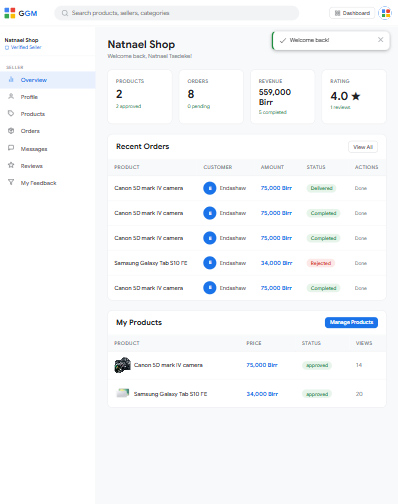 GGM
Search products, sellers, categories
Dashboard
Welcome back!
Natnael Shop
Verified Seller
SELLER
Overview
Profile
Products
Orders
Messages
Reviews
My Feedback
Natnael Shop
Welcome back, Natnael Tsedeke!
PRODUCTS
2
2 approved
ORDERS
8
0 pending
REVENUE
559,000
Birr
5 completed
RATING
4.0 ★
1 reviews
Recent Orders
View All
PRODUCT CUSTOMER AMOUNT STATUS ACTIONS
Canon 5D mark IV camera Endashaw 75,000 Birr Delivered Done
Canon 5D mark IV camera Endashaw 75,000 Birr Completed Done
Canon 5D mark IV camera Endashaw 75,000 Birr Completed Done
Samsung Galaxy Tab S10 FE Endashaw 34,000 Birr Rejected Done
Canon 5D mark IV camera Endashaw 75,000 Birr Completed Done
My Products
Manage Products
PRODUCT PRICE STATUS VIEWS
Canon 5D mark IV camera 75,000 Birr approved 14
Samsung Galaxy Tab S10 FE 34,000 Birr approved 20